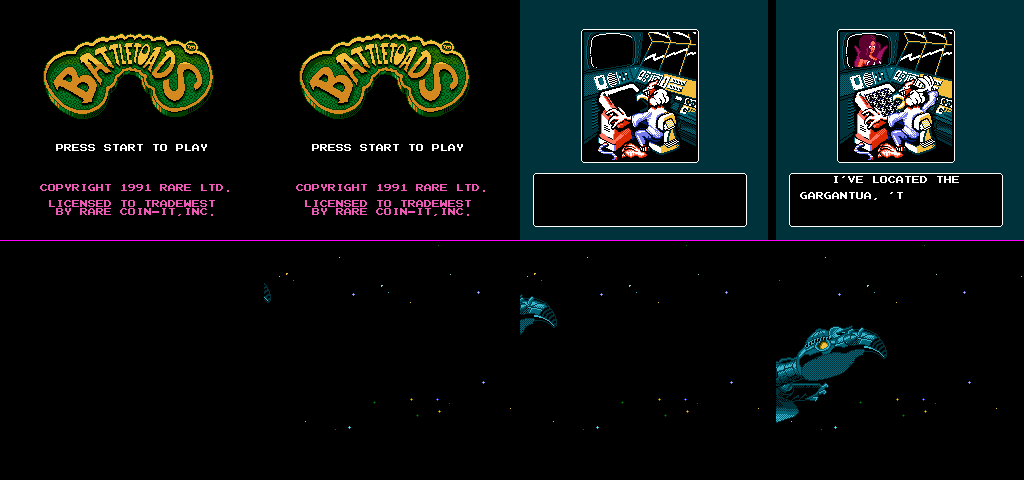 BATTLETOADS
BATTLETOADS
PRESS START TO PLAY
PRESS START TO PLAY
COPYRIGHT 1991 RARE LTD.
COPYRIGHT 1991 RARE LTD.
LICENSED TO TRADEWEST
BY RARE COIN-IT,INC.
LICENSED TO TRADEWEST
BY RARE COIN-IT,INC.
I'VE LOCATED THE
GARGANTUA, 'T